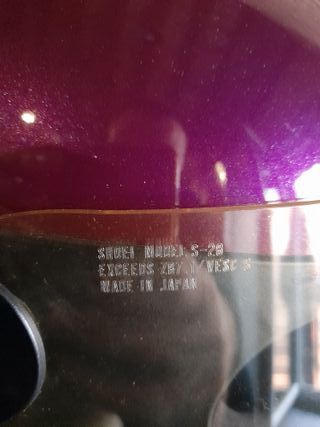 SHOEI MODEL S-20
EXCEEDS Z87.1/VESC 8
MADE IN JAPAN